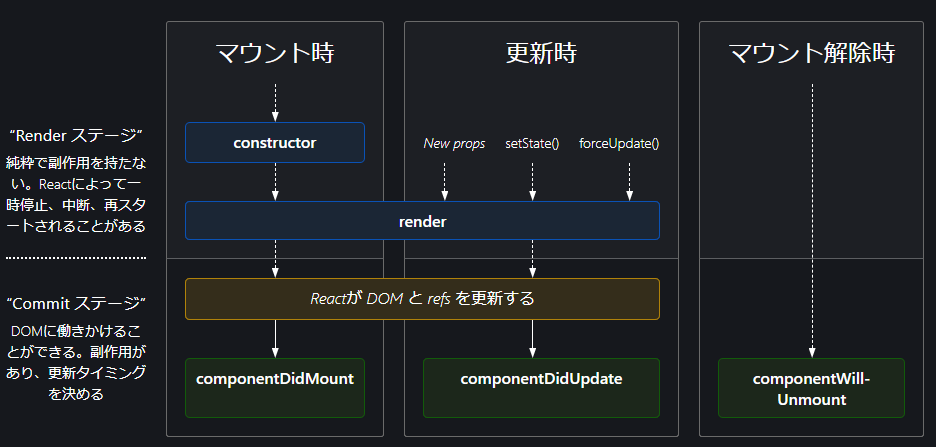 マウント時
更新時
マウント解除時
“Render ステージ”
純粋で副作用を持たな
い。Reactによって一
時停止、中断、再スタ
ートされることがある
constructor
New props
setState()
forceUpdate()
render
“Commit ステージ”
DOMに働きかけるこ
とができる。副作用が
あり、更新タイミング
を決める
Reactが DOM と refs を更新する
componentDidMount
componentDidUpdate
componentWill-
Unmount